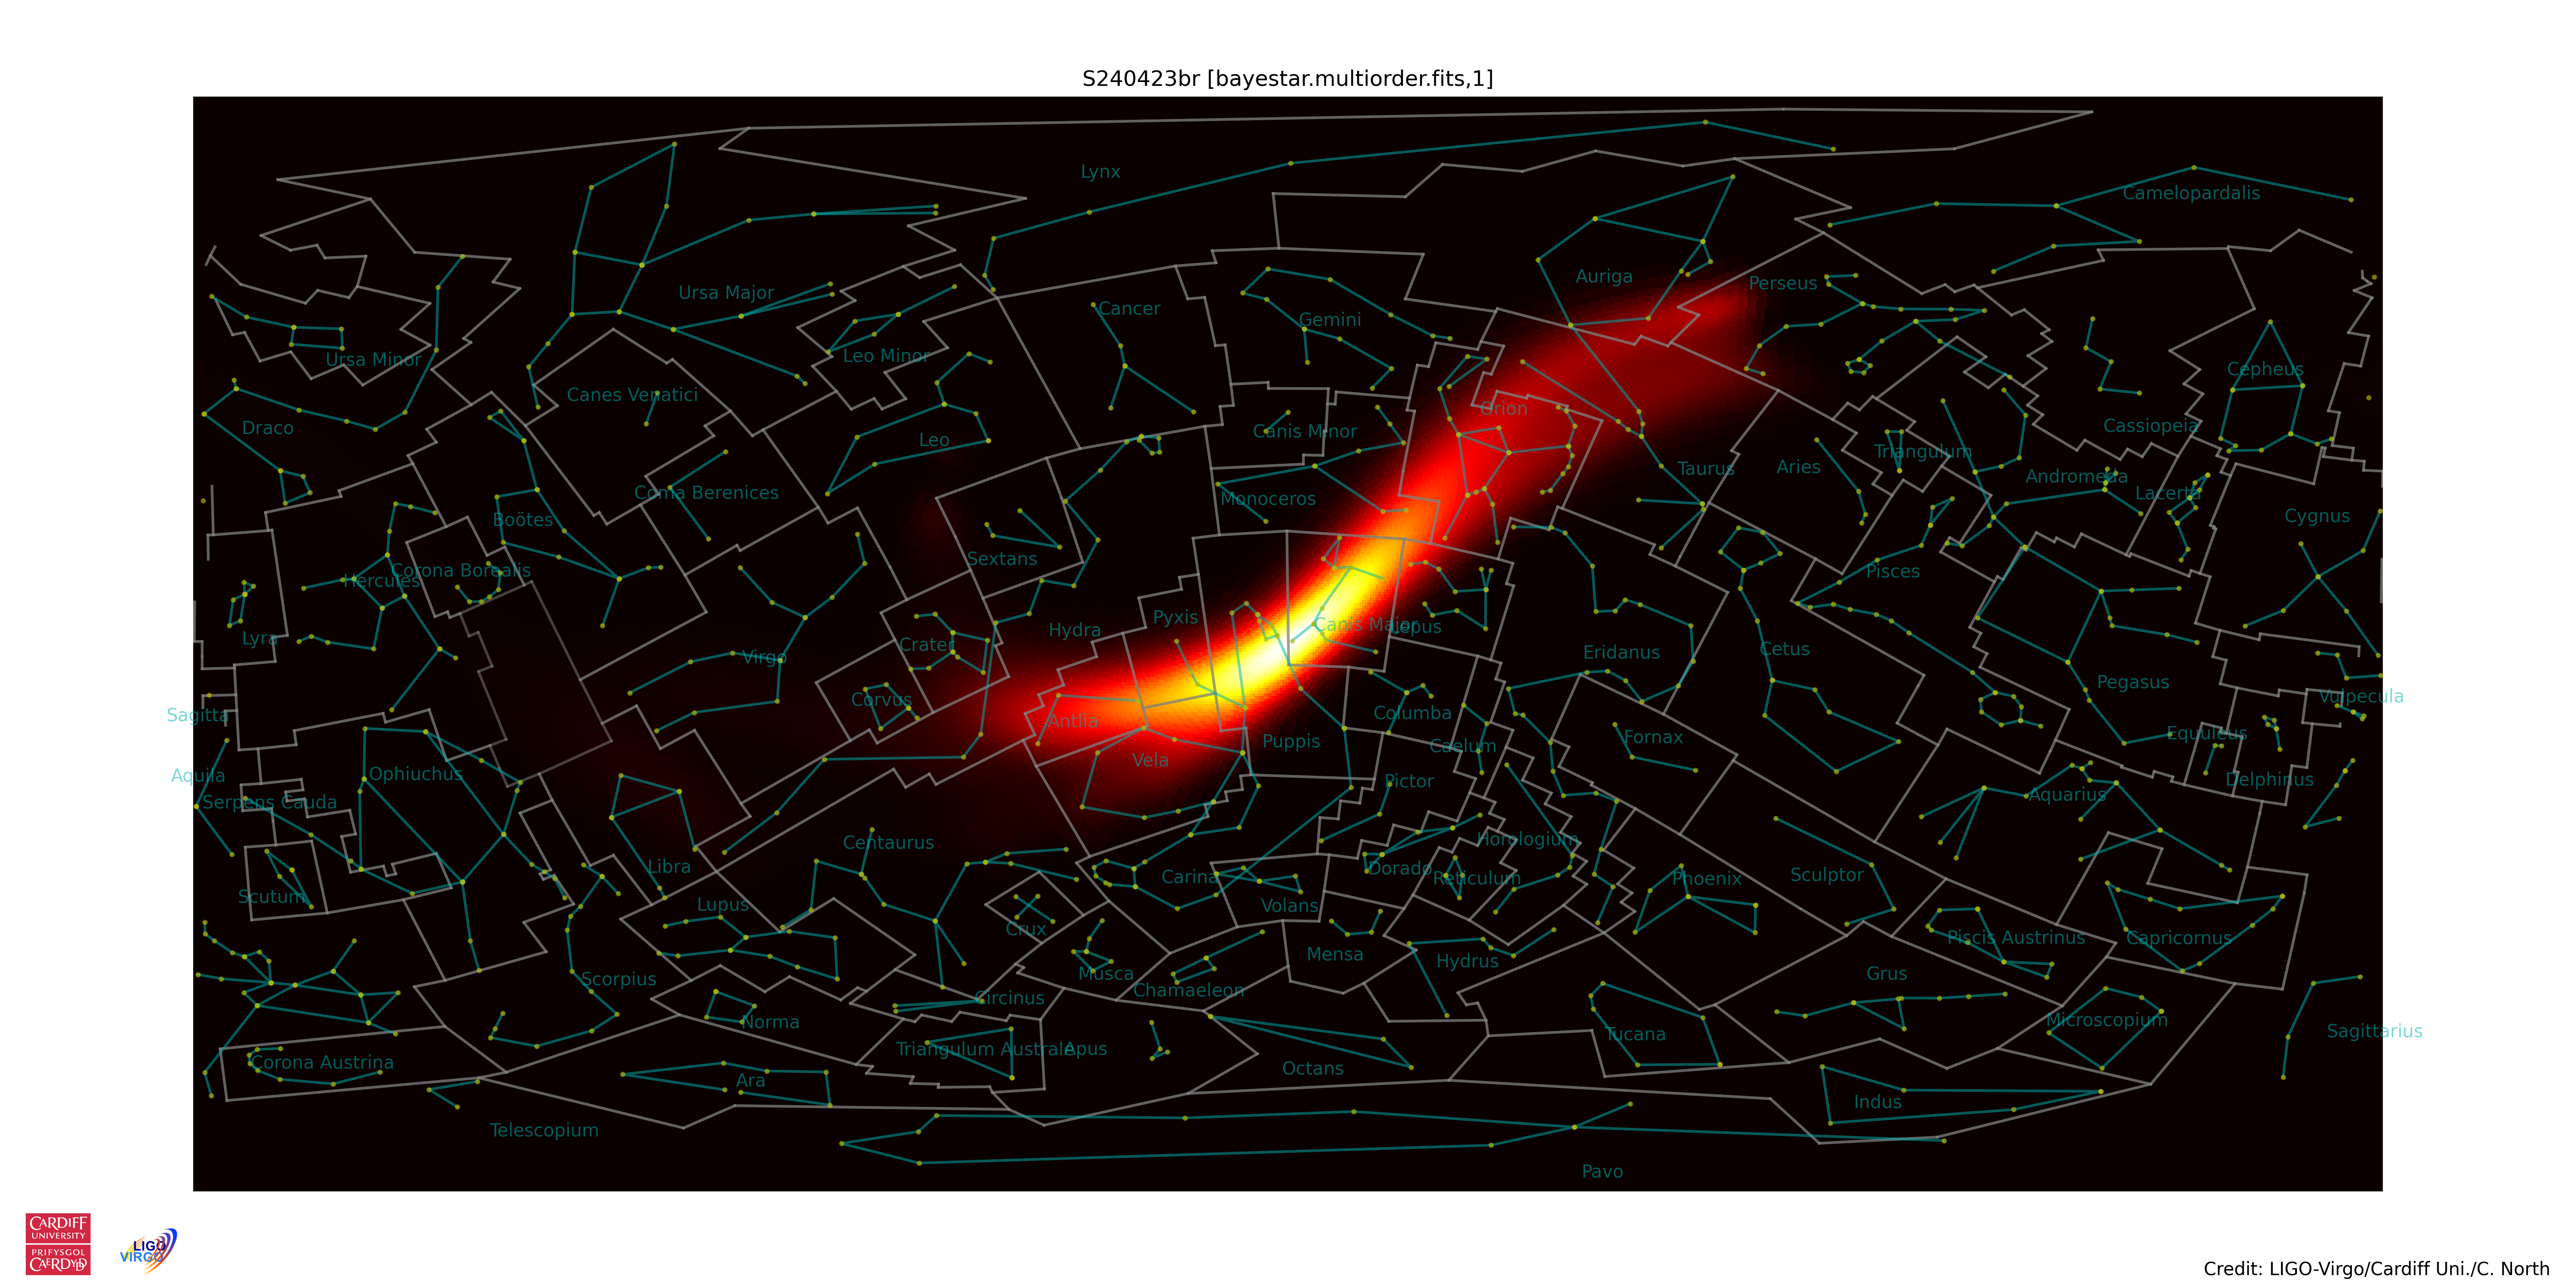 S240423br [bayestar.multiorder.fits,1]
Lynx
Camelopardalis
Ursa Major
Auriga
Perseus
Cancer
Gemini
Ursa Minor
Leo Minor
Cepheus
Canes Venatici
Orion
Draco
Leo
Canis Minor
Cassiopeia
Triangulum
Coma Berenices
Monoceros
Taurus
Aries
Andromeda
Lacerta
Boötes
Cygnus
Sextans
Corona Borealis
Hercules
Pisces
Pyxis
Hydra
Canis Major
Lepus
Lyra
Crater
Virgo
Eridanus
Cetus
Pegasus
Corvus
Vulpecula
Sagitta
Antlia
Columba
Puppis
Caelum
Fornax
Equuleus
Vela
Aquila
Ophiuchus
Pictor
Delphinus
Serpens Cauda
Aquarius
Centaurus
Horologium
Libra
Dorado
Carina
Reticulum
Phoenix
Sculptor
Scutum
Lupus
Volans
Crux
Mensa
Piscis Austrinus
Capricornus
Scorpius
Musca
Hydrus
Grus
Chamaeleon
Circinus
Norma
Tucana
Microscopium
Sagittarius
Corona Austrina
Triangulum Australe
Apus
Octans
Ara
Indus
Telescopium
Pavo
CARDIFF
UNIVERSITY
PRIFYSGOL
CAERDYDD
LIGO
VIRGO
Credit: LIGO-Virgo/Cardiff Uni./C. North